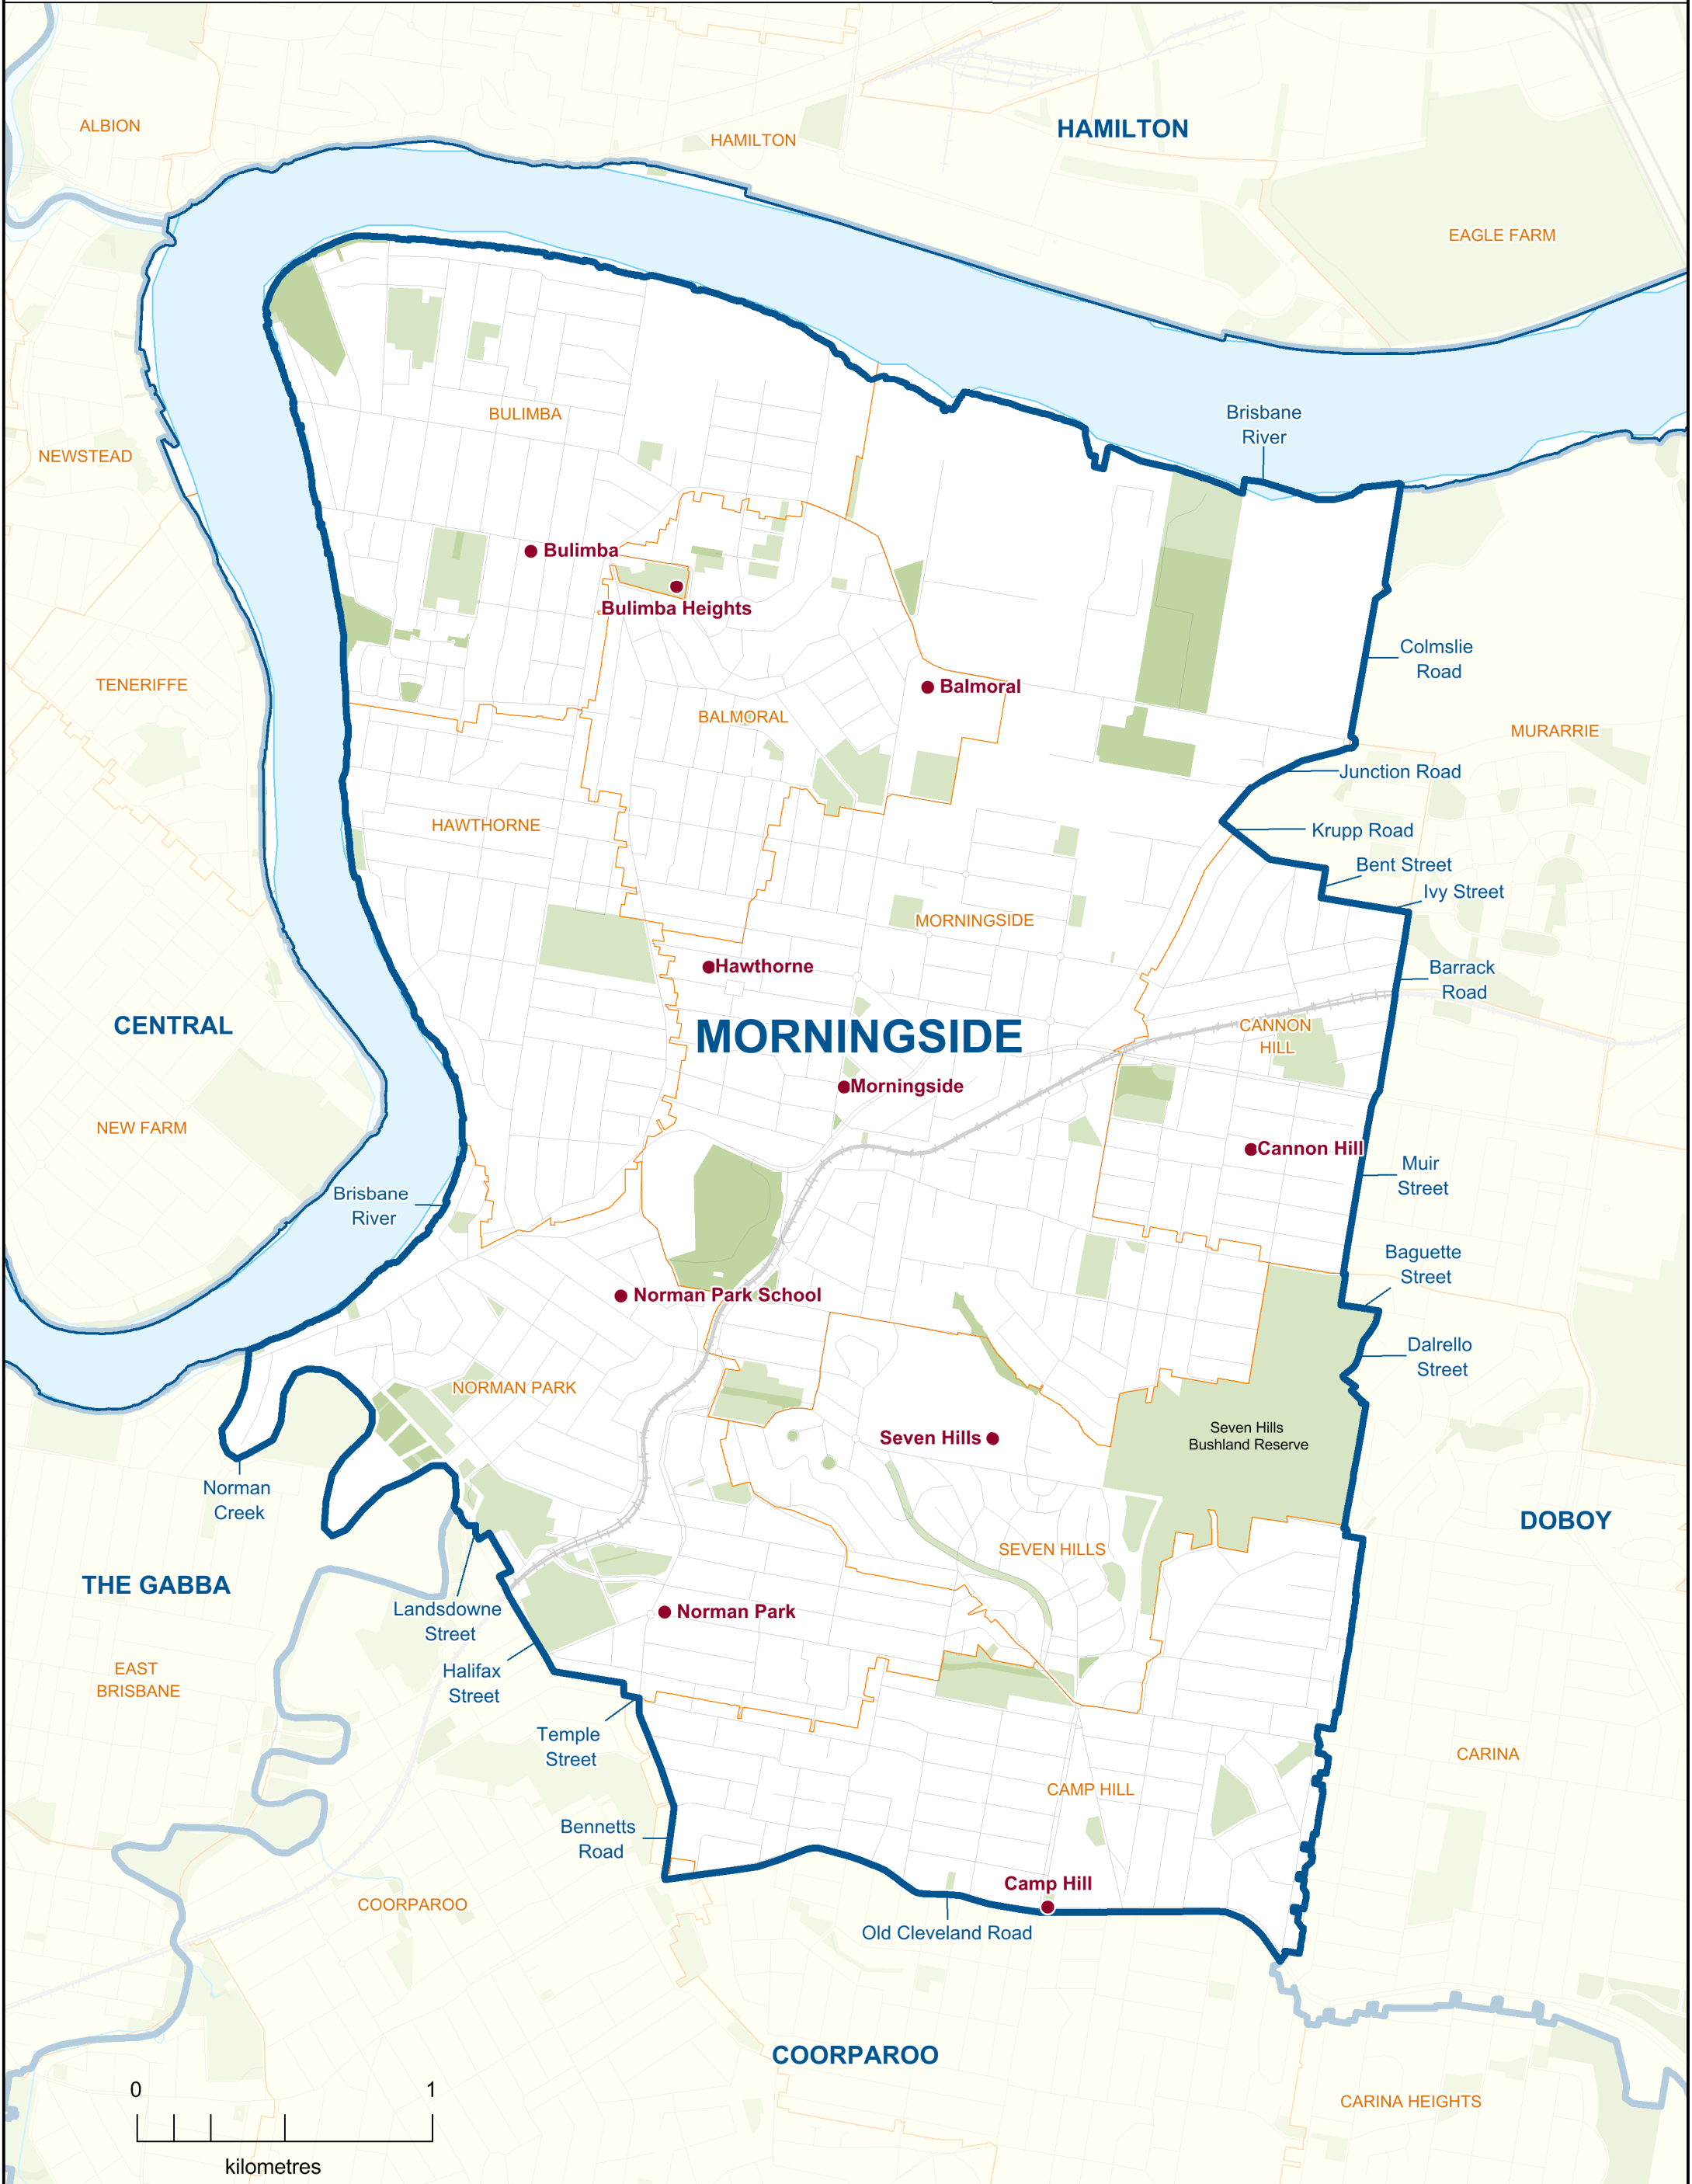 ALBION
HAMILTON
HAMILTON
EAGLE FARM
BULIMBA
Brisbane
River
NEWSTEAD
Bulimba
Bulimba Heights
Colmslie
Road
TENERIFFE
Balmoral
BALMORAL
MURARRIE
Junction Road
HAWTHORNE
Krupp Road
Bent Street
Ivy Street
MORNINGSIDE
Hawthorne
Barrack
Road
CENTRAL
MORNINGSIDE
CANNON
HILL
Morningside
NEW FARM
Cannon Hill
Muir
Street
Brisbane
River
Baguette
Street
Norman Park School
Dalrello
Street
NORMAN PARK
Seven Hills
Seven Hills
Bushland Reserve
Norman
Creek
DOBOY
SEVEN HILLS
THE GABBA
Landsdowne
Street
Norman Park
EAST
BRISBANE
Halifax
Street
Temple
Street
CARINA
CAMP HILL
Bennetts
Road
Camp Hill
COORPAROO
Old Cleveland Road
COORPAROO
0 1
kilometres
CARINA HEIGHTS